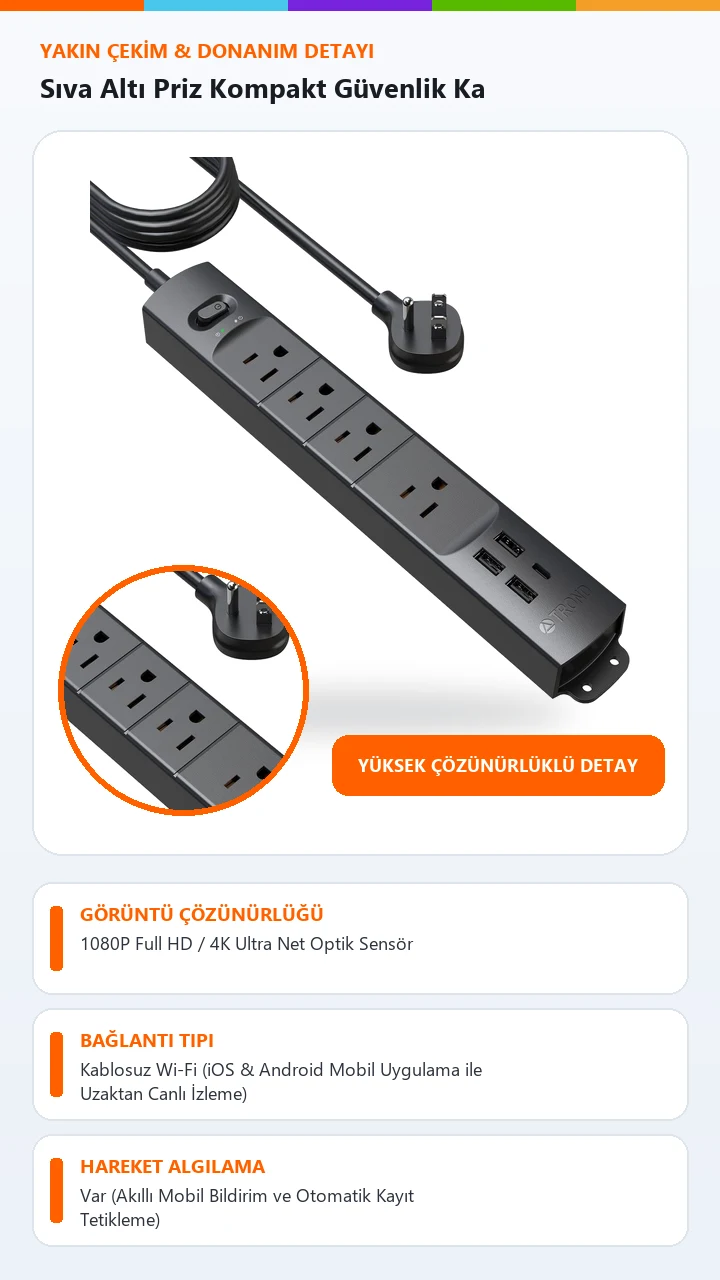 YAKIN ÇEKİM & DONANIM DETAYI
Sıva Altı Priz Kompakt Güvenlik Ka
TROND
YÜKSEK ÇÖZÜNÜRLÜKLÜ DETAY
GÖRÜNTÜ ÇÖZÜNÜRLÜĞÜ
1080P Full HD / 4K Ultra Net Optik Sensör
BAĞLANTI TIPI
Kablosuz Wi-Fi (iOS & Android Mobil Uygulama ile
Uzaktan Canlı İzleme)
HAREKET ALGILAMA
Var (Akıllı Mobil Bildirim ve Otomatik Kayıt
Tetikleme)